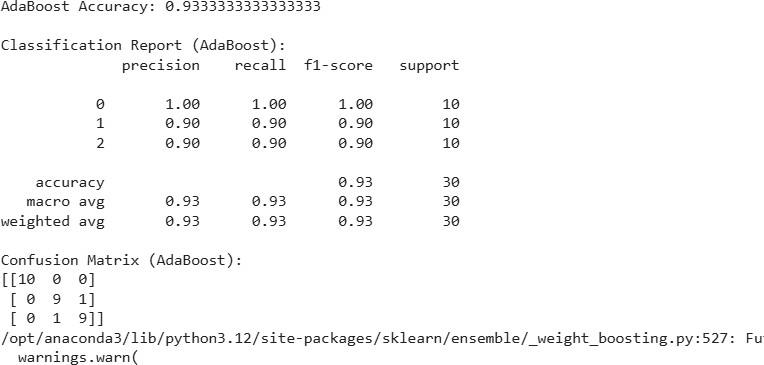 AdaBoost Accuracy: 0.9333333333333333
Classification Report (AdaBoost):
precision recall f1-score support
0 1.00 1.00 1.00 10
1 0.90 0.90 0.90 10
2 0.90 0.90 0.90 10
accuracy 0.93 30
macro avg 0.93 0.93 0.93 30
weighted avg 0.93 0.93 0.93 30
Confusion Matrix (AdaBoost):
[[10 0 0]
[ 0 9 1]
[ 0 1 9]]
/opt/anaconda3/lib/python3.12/site-packages/sklearn/ensemble/_weight_boosting.py:527: Fu
warnings.warn(